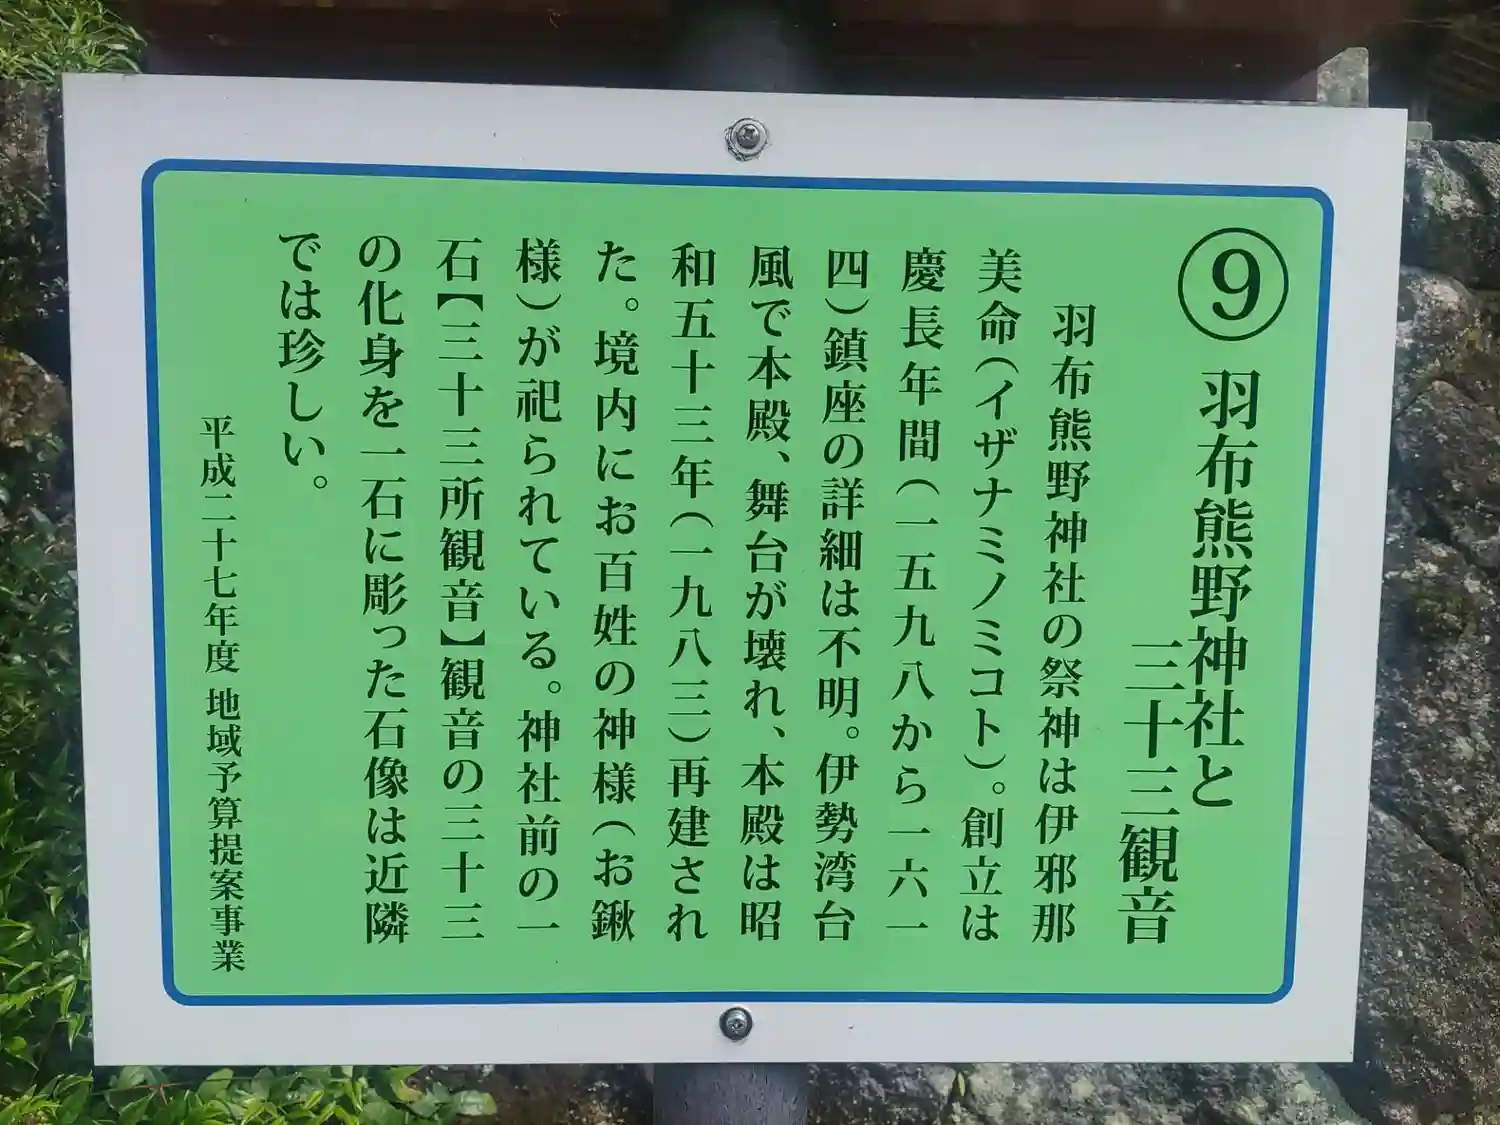 ⑨ 羽布熊野神社と
三十三観音
羽布熊野神社の祭神は伊邪那
美命(イザナミノミコト)。創立は
慶長年間(一五九八から一六一
四)鎮座の詳細は不明。伊勢湾台
風で本殿、舞台が壊れ、本殿は昭
和五十三年(一九八三)再建され
た。境内にお百姓の神様(お鍬
様)が祀られている。神社前の一
石【三十三所観音】観音の三十三
の化身を一石に彫った石像は近隣
では珍しい。
平成二十七年度 地域予算提案事業